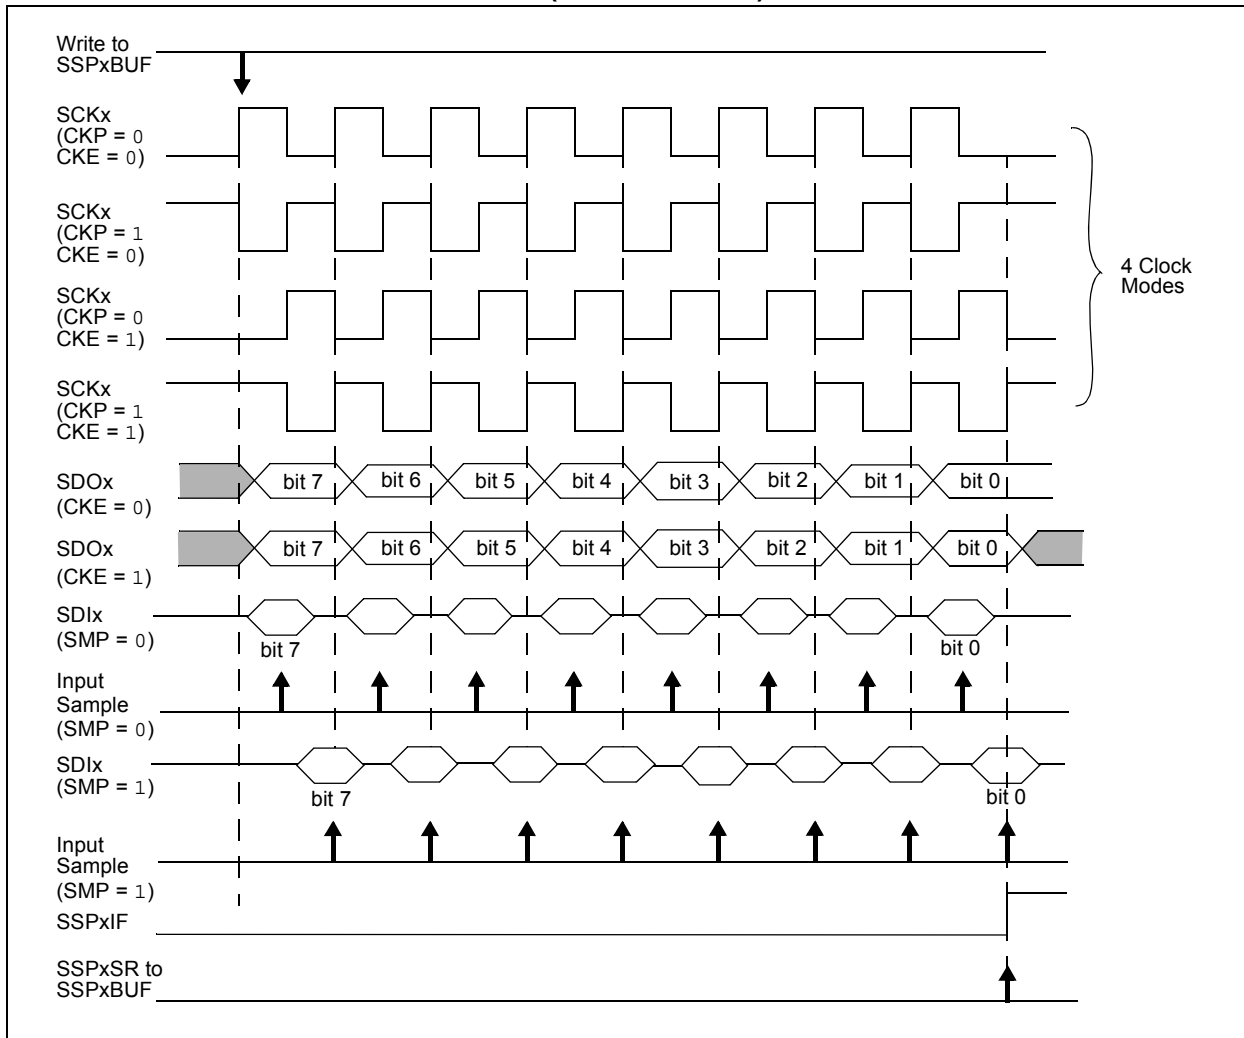 Write to
SSPxBUF
SCKx
(CKP = 0
CKE = 0)
SCKx
(CKP = 1
CKE = 0)
SCKx
(CKP = 0
CKE = 1)
SCKx
(CKP = 1
CKE = 1)
4 Clock
Modes
SDOx
(CKE = 0)
bit 7 bit 6 bit 5 bit 4 bit 3 bit 2 bit 1 bit 0
SDOx
(CKE = 1)
bit 7 bit 6 bit 5 bit 4 bit 3 bit 2 bit 1 bit 0
SDIx
(SMP = 0)
bit 7 bit 0
Input
Sample
(SMP = 0)
SDIx
(SMP = 1)
bit 7 bit 0
Input
Sample
(SMP = 1)
SSPxIF
SSPxSR to
SSPxBUF